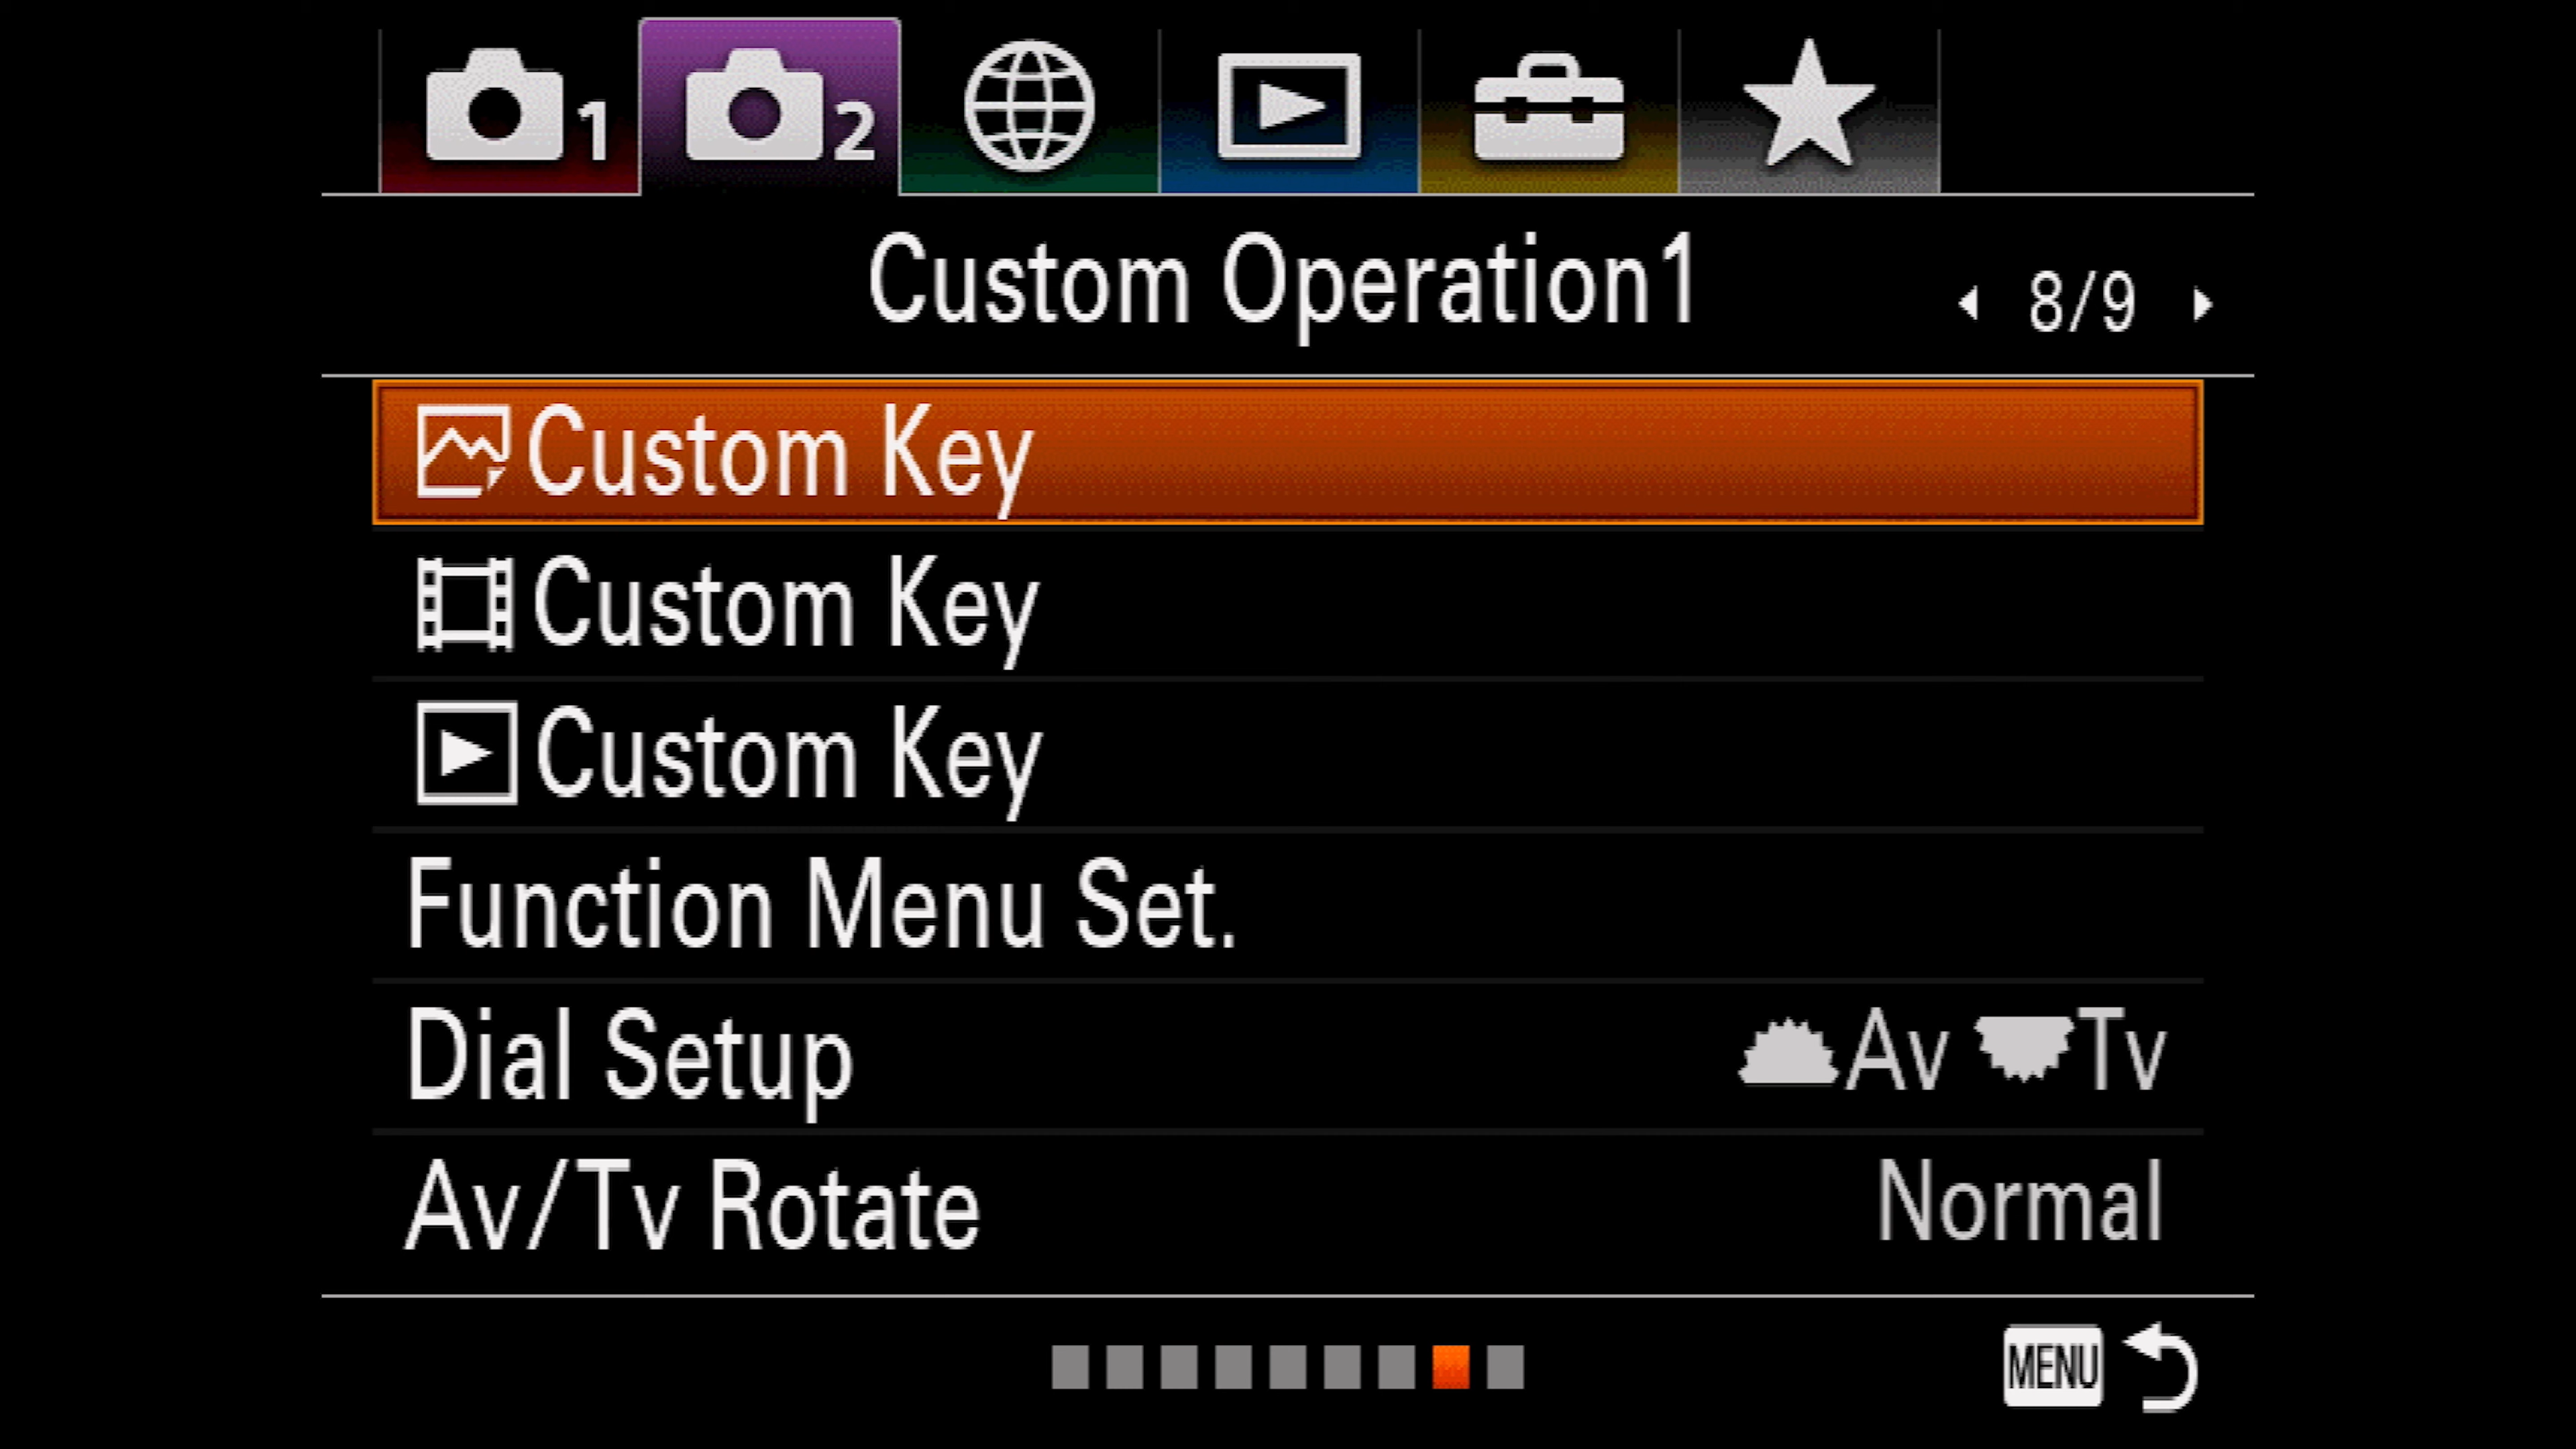 1 2
Custom Operation1
8/9
Custom Key
Custom Key
Custom Key
Function Menu Set.
Dial Setup Av Tv
Av/Tv Rotate Normal
MENU